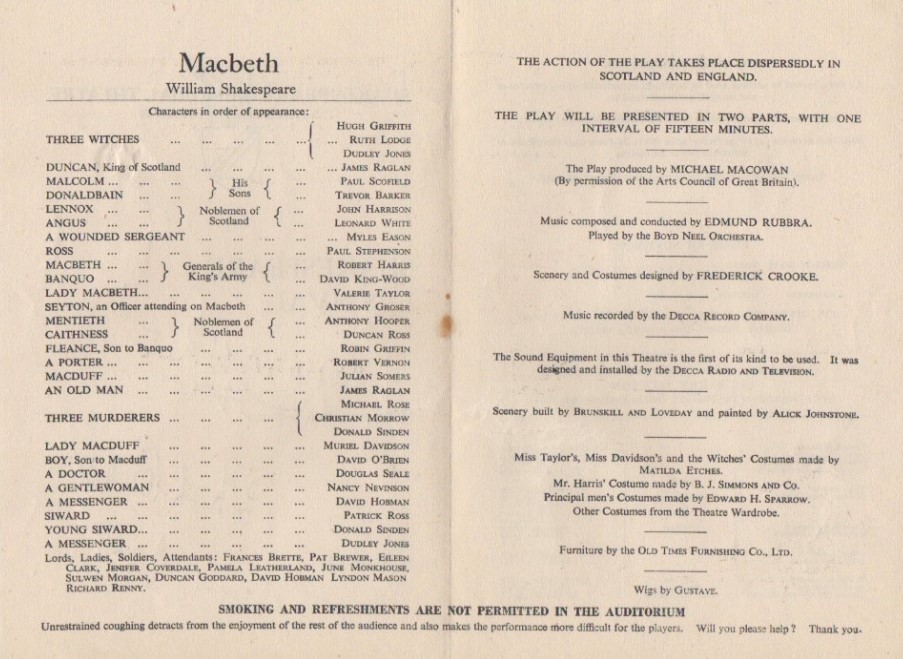 Macbeth
William Shakespeare
Characters in order of appearance:
THREE WITCHES ... ... ... ... ... { HUGH GRIFFITH
RUTH LODGE
DUDLEY JONES
DUNCAN, King of Scotland ... ... ... ... ... JAMES RAGLAN
MALCOLM ... ... ... } His Sons { ... PAUL SCOFIELD
DONALDBAIN ... ... } { ... TREVOR BARKER
LENNOX ... ... } Noblemen of Scotland { ... JOHN HARRISON
ANGUS ... ... } { ... LEONARD WHITE
A WOUNDED SERGEANT ... ... ... ... ... MYLES EASON
ROSS ... ... ... ... ... ... PAUL STEPHENSON
MACBETH ... ... } Generals of the King's Army { ... ROBERT HARRIS
BANQUO ... ... } { ... DAVID KING-WOOD
LADY MACBETH... ... ... ... ... ... VALERIE TAYLOR
SEYTON, an Officer attending on Macbeth ... ... ANTHONY GROSER
MENTIETH ... } Noblemen of Scotland { ... ANTHONY HOOPER
CAITHNESS ... } { ... DUNCAN ROSS
FLEANCE, Son to Banquo ... ... ... ... ROBIN GRIFFIN
A PORTER ... ... ... ... ... ... ROBERT VERNON
MACDUFF ... ... ... ... ... ... JULIAN SOMERS
AN OLD MAN ... ... ... ... ... JAMES RAGLAN
THREE MURDERERS ... ... ... ... { MICHAEL ROSE
CHRISTIAN MORROW
DONALD SINDEN
LADY MACDUFF ... ... ... ... ... MURIEL DAVIDSON
BOY, Son to Macduff ... ... ... ... ... DAVID O'BRIEN
A DOCTOR ... ... ... ... ... DOUGLAS SEALE
A GENTLEWOMAN ... ... ... ... ... NANCY NEVINSON
A MESSENGER ... ... ... ... ... ... DAVID HOBMAN
SIWARD ... ... ... ... ... ... PATRICK ROSS
YOUNG SIWARD... ... ... ... ... ... DONALD SINDEN
A MESSENGER ... ... ... ... ... ... DUDLEY JONES
Lords, Ladies, Soldiers, Attendants: FRANCES BRETTE, PAT BREWER, EILEEN
CLARK, JENIFER COVERDALE, PAMELA LEATHERLAND, JUNE MONKHOUSE,
SULWEN MORGAN, DUNCAN GODDARD, DAVID HOBMAN LYNDON MASON
RICHARD RENNY.
THE ACTION OF THE PLAY TAKES PLACE DISPERSEDLY IN
SCOTLAND AND ENGLAND.
THE PLAY WILL BE PRESENTED IN TWO PARTS, WITH ONE
INTERVAL OF FIFTEEN MINUTES.
The Play produced by MICHAEL MACOWAN
(By permission of the Arts Council of Great Britain).
Music composed and conducted by EDMUND RUBBRA.
Played by the BOYD NEEL ORCHESTRA.
Scenery and Costumes designed by FREDERICK CROOKE.
Music recorded by the DECCA RECORD COMPANY.
The Sound Equipment in this Theatre is the first of its kind to be used. It was
designed and installed by the DECCA RADIO AND TELEVISION.
Scenery built by BRUNSKILL AND LOVEDAY and painted by ALICK JOHNSTONE.
Miss Taylor's, Miss Davidson's and the Witches' Costumes made by
MATILDA ETCHES.
Mr. Harris' Costume made by B. J. SIMMONS AND CO.
Principal men's Costumes made by EDWARD H. SPARROW.
Other Costumes from the Theatre Wardrobe.
Furniture by the OLD TIMES FURNISHING CO., LTD.
Wigs by GUSTAVE.
SMOKING AND REFRESHMENTS ARE NOT PERMITTED IN THE AUDITORIUM
Unrestrained coughing detracts from the enjoyment of the rest of the audience and also makes the performance more difficult for the players. Will you please help? Thank you.